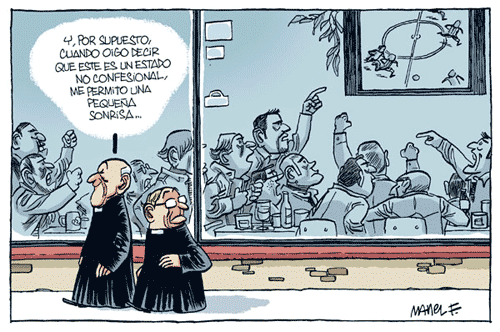 Y, POR SUPUESTO,
CUANDO OIGO DECIR
QUE ESTE ES UN ESTADO
NO CONFESIONAL,
ME PERMITO UNA
PEQUEÑA
SONRISA...
MANEL F.